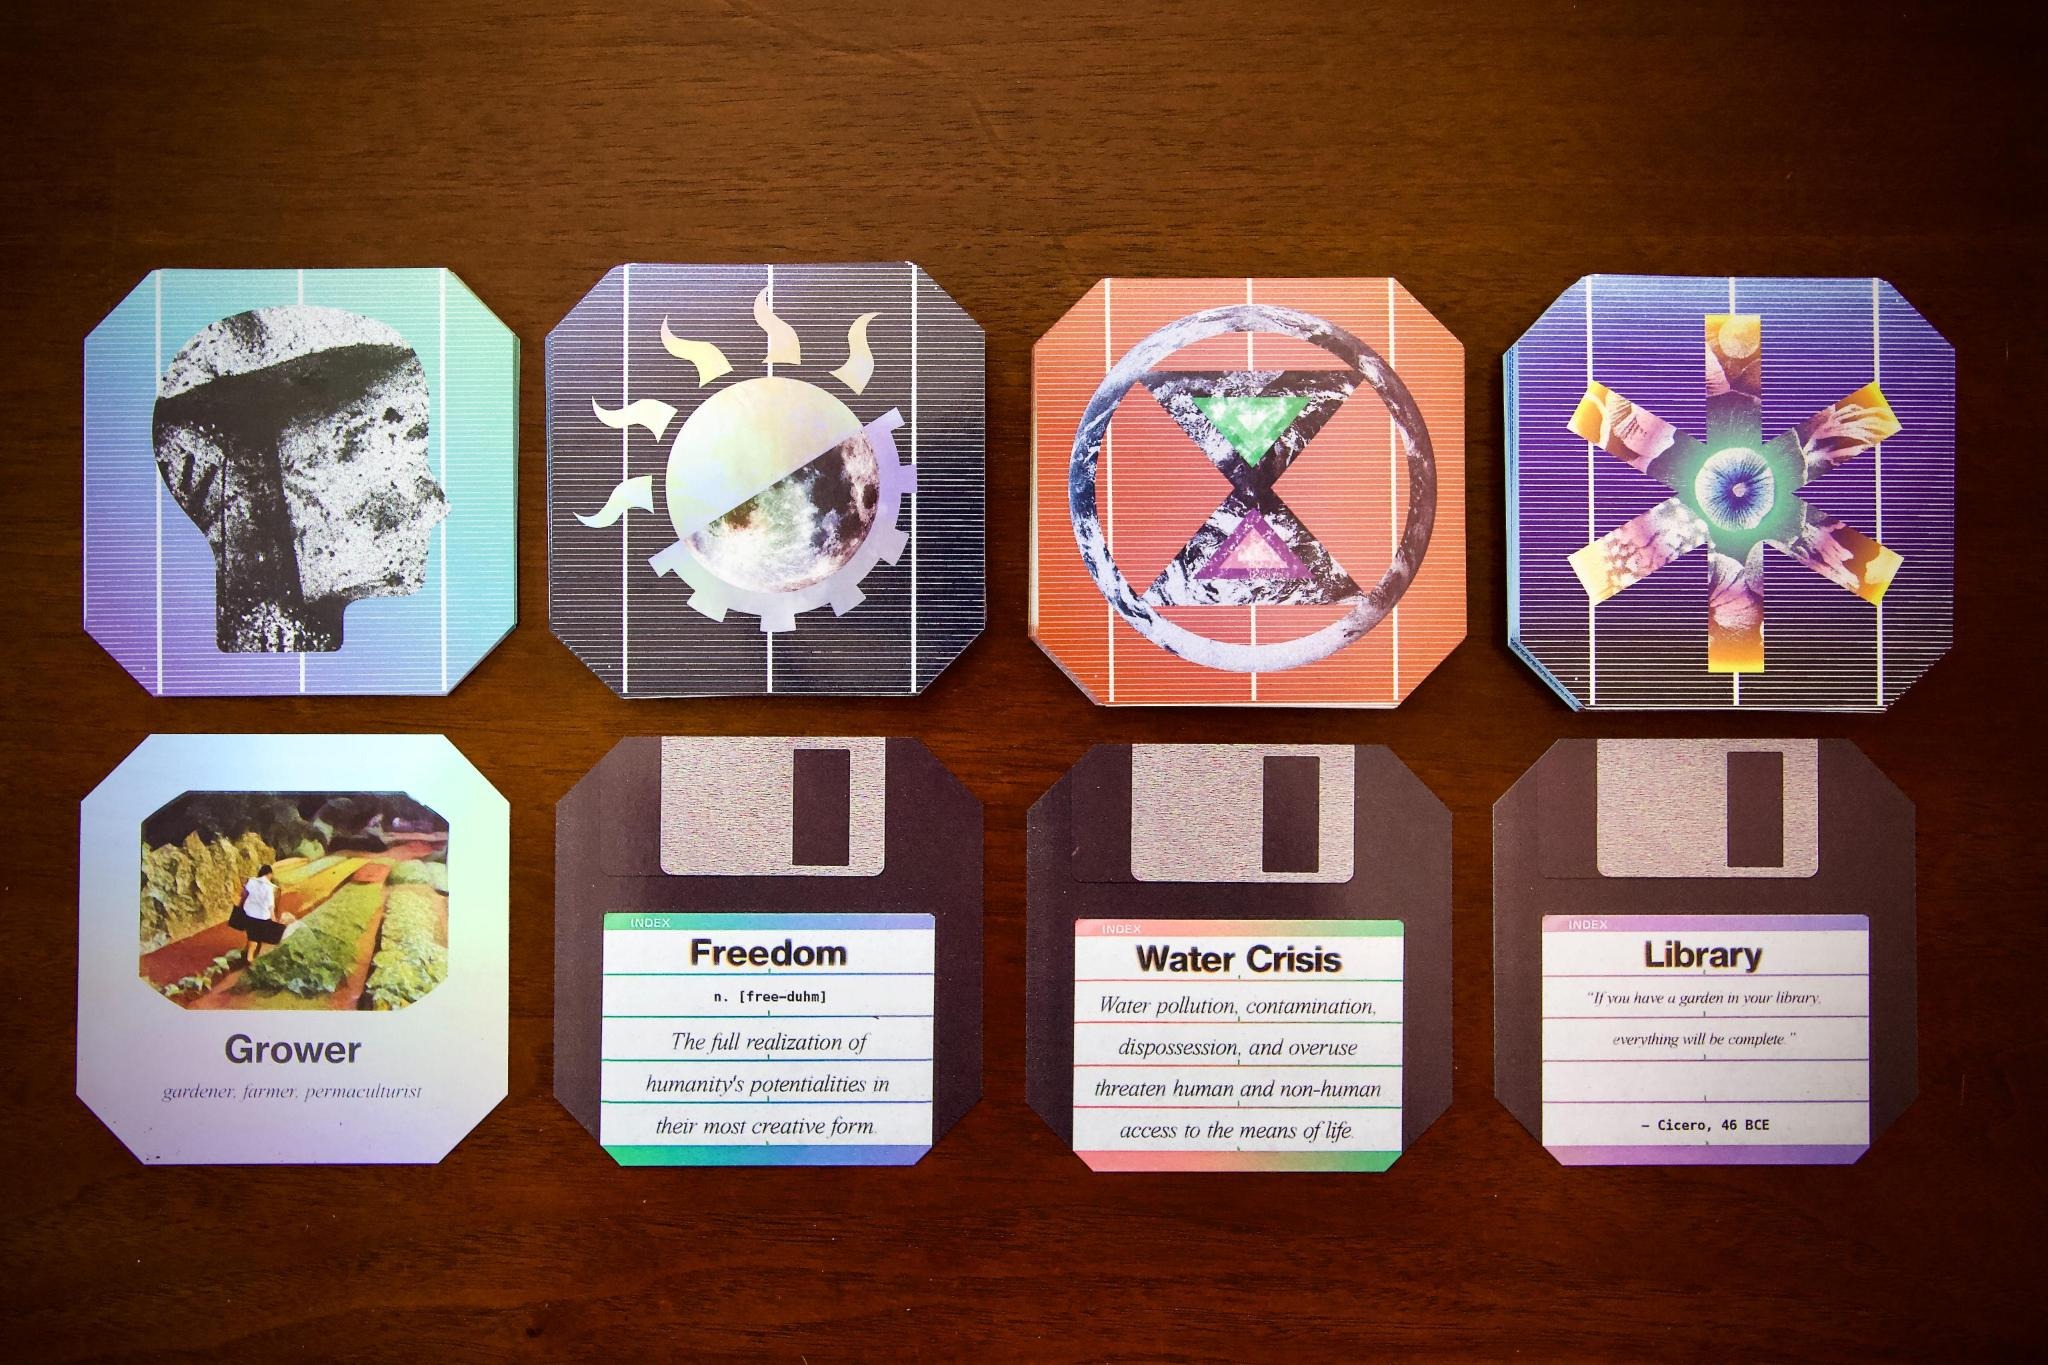 Grower
gardener, farmer, permaculturist
INDEX
Freedom
n. [free-duhm]
The full realization of
humanity's potentialities in
their most creative form.
INDEX
Water Crisis
Water pollution, contamination,
dispossession, and overuse
threaten human and non-human
access to the means of life.
INDEX
Library
"If you have a garden in your library,
everything will be complete."
– Cicero, 46 BCE